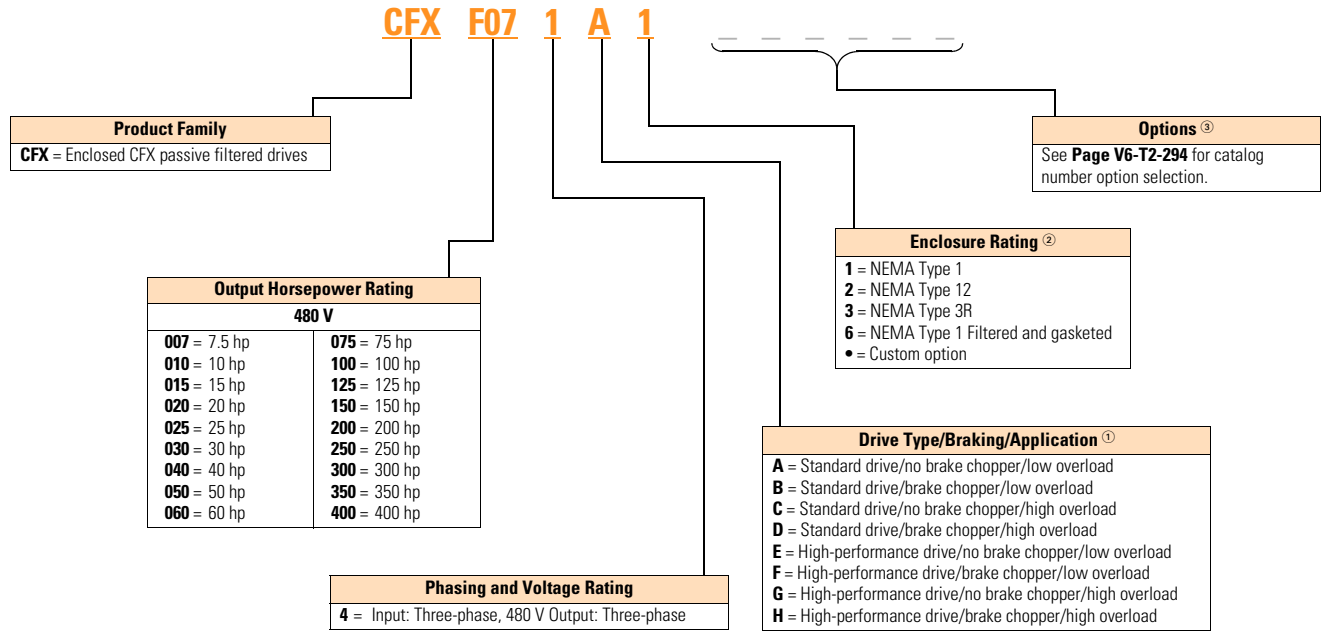 CFX F07 1 A 1 _ _ _ _ _ _
Product Family
CFX = Enclosed CFX passive filtered drives
Options ③
See Page V6-T2-294 for catalog
number option selection.
Enclosure Rating ②
1 = NEMA Type 1
2 = NEMA Type 12
3 = NEMA Type 3R
6 = NEMA Type 1 Filtered and gasketed
• = Custom option
Output Horsepower Rating
480 V
007 = 7.5 hp
010 = 10 hp
015 = 15 hp
020 = 20 hp
025 = 25 hp
030 = 30 hp
040 = 40 hp
050 = 50 hp
060 = 60 hp
075 = 75 hp
100 = 100 hp
125 = 125 hp
150 = 150 hp
200 = 200 hp
250 = 250 hp
300 = 300 hp
350 = 350 hp
400 = 400 hp
Drive Type/Braking/Application ①
A = Standard drive/no brake chopper/low overload
B = Standard drive/brake chopper/low overload
C = Standard drive/no brake chopper/high overload
D = Standard drive/brake chopper/high overload
E = High-performance drive/no brake chopper/low overload
F = High-performance drive/brake chopper/low overload
G = High-performance drive/no brake chopper/high overload
H = High-performance drive/brake chopper/high overload
Phasing and Voltage Rating
4 = Input: Three-phase, 480 V Output: Three-phase